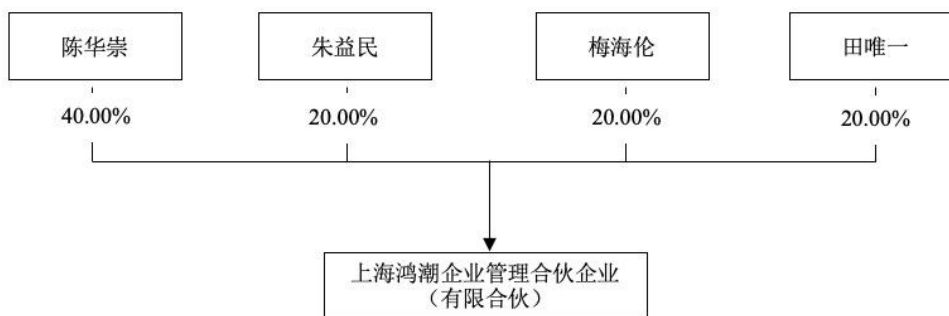 陈华崇
朱益民
梅海伦
田唯一
40.00%
20.00%
20.00%
20.00%
上海鸿潮企业管理合伙企业
（有限合伙）